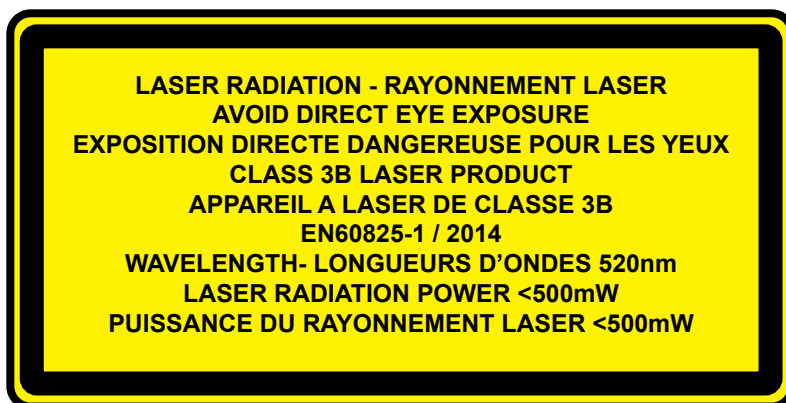 LASER RADIATION - RAYONNEMENT LASER
AVOID DIRECT EYE EXPOSURE
EXPOSITION DIRECTE DANGEREUSE POUR LES YEUX
CLASS 3B LASER PRODUCT
APPAREIL A LASER DE CLASSE 3B
EN60825-1 / 2014
WAVELENGTH- LONGUEURS D’ONDES 520nm
LASER RADIATION POWER <500mW
PUISSANCE DU RAYONNEMENT LASER <500mW